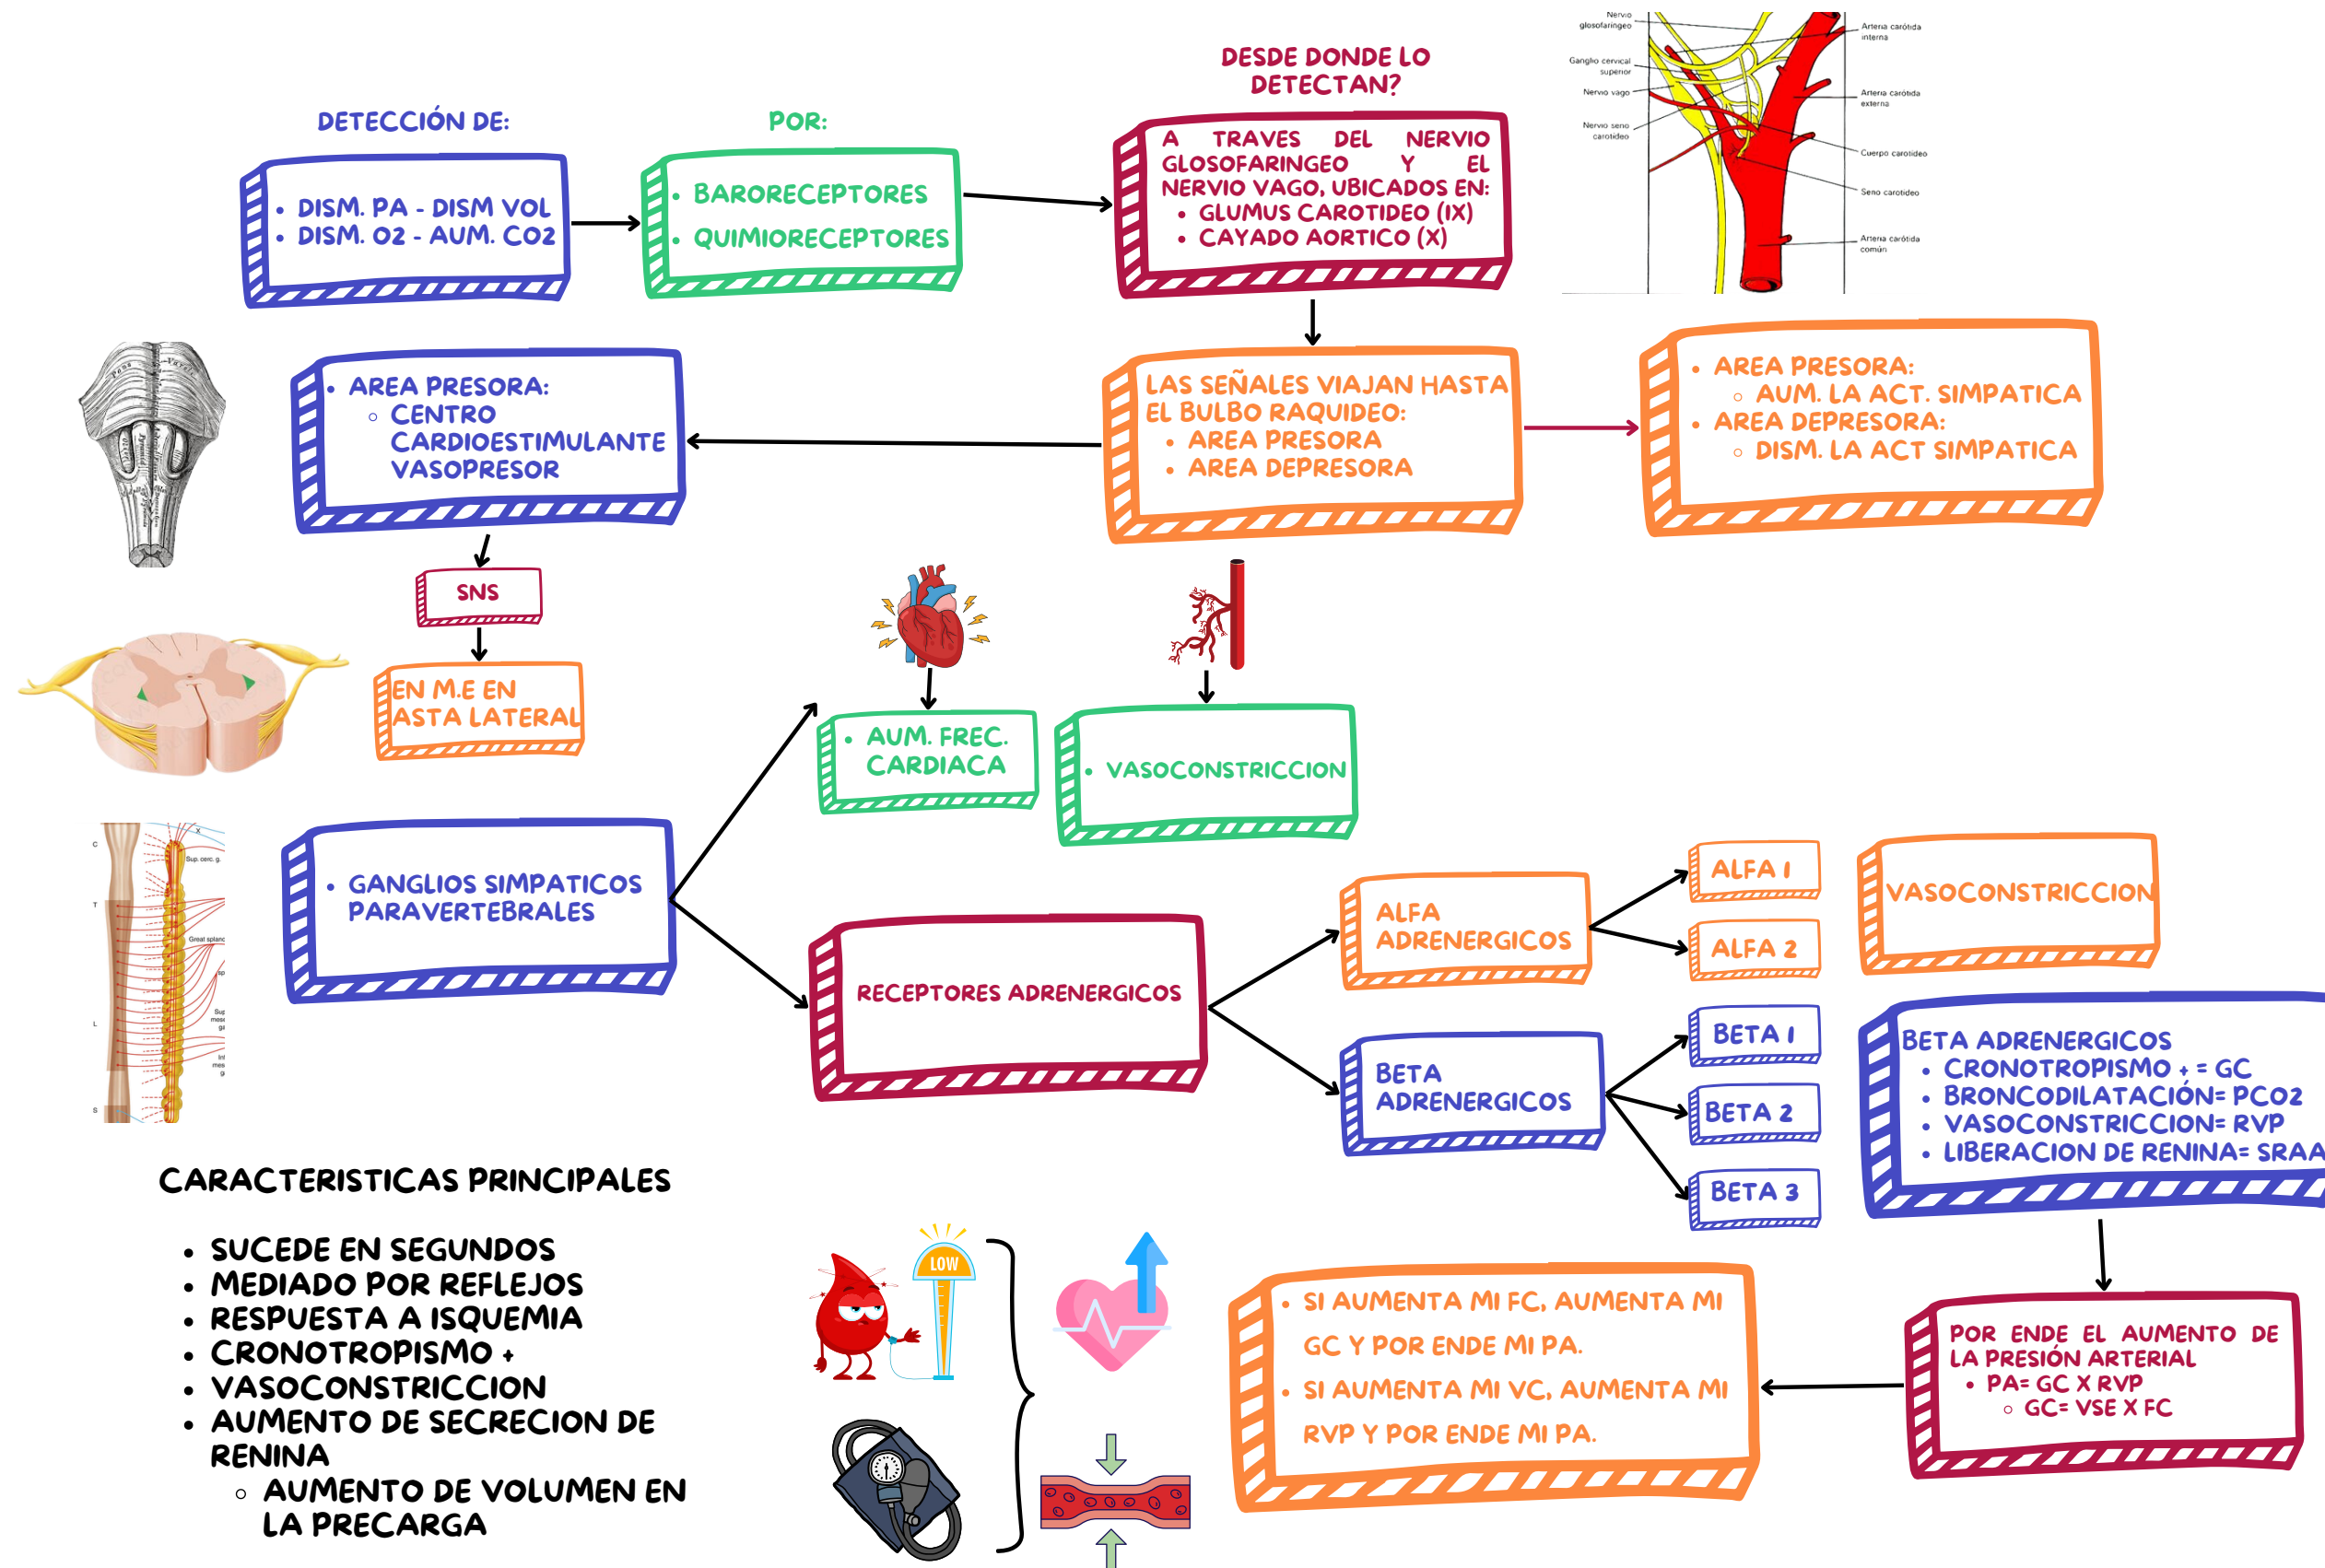 DETECCIÓN DE:
DISM. PA - DISM VOL
DISM. O2 - AUM. CO2
POR:
BARORECEPTORES
QUIMIORECEPTORES
DESDE DONDE LO
DETECTAN?
A TRAVES DEL NERVIO
GLOSOFARINGEO Y EL
NERVIO VAGO, UBICADOS EN:
GLUMUS CAROTIDEO (IX)
CAYADO AORTICO (X)
Nervio
glosofaríngeo
Ganglio cervical
superior
Nervio vago
Nervio seno
carotídeo
Arteria carótida
interna
Arteria carótida
externa
Cuerpo carotídeo
Seno carotídeo
Arteria carótida
común
AREA PRESORA:
CENTRO
CARDIOESTIMULANTE
VASOPRESOR
LAS SEÑALES VIAJAN HASTA
EL BULBO RAQUIDEO:
AREA PRESORA
AREA DEPRESORA
AREA PRESORA:
AUM. LA ACT. SIMPATICA
AREA DEPRESORA:
DISM. LA ACT SIMPATICA
SNS
EN M.E EN
ASTA LATERAL
AUM. FREC.
CARDIACA
VASOCONSTRICCION
GANGLIOS SIMPATICOS
PARAVERTEBRALES
C
X
Sup. cerc. g.
T
Great splanc
L
S
RECEPTORES ADRENERGICOS
ALFA
ADRENERGICOS
ALFA 1
ALFA 2
VASOCONSTRICCION
BETA
ADRENERGICOS
BETA 1
BETA 2
BETA 3
BETA ADRENERGICOS
CRONOTROPISMO + = GC
BRONCODILATACIÓN= PCO2
VASOCONSTRICCION= RVP
LIBERACION DE RENINA= SRAA
CARACTERISTICAS PRINCIPALES
SUCEDE EN SEGUNDOS
MEDIADO POR REFLEJOS
RESPUESTA A ISQUEMIA
CRONOTROPISMO +
VASOCONSTRICCION
AUMENTO DE SECRECION DE
RENINA
AUMENTO DE VOLUMEN EN
LA PRECARGA
LOW
SI AUMENTA MI FC, AUMENTA MI
GC Y POR ENDE MI PA.
SI AUMENTA MI VC, AUMENTA MI
RVP Y POR ENDE MI PA.
POR ENDE EL AUMENTO DE
LA PRESIÓN ARTERIAL
PA= GC X RVP
GC= VSE X FC